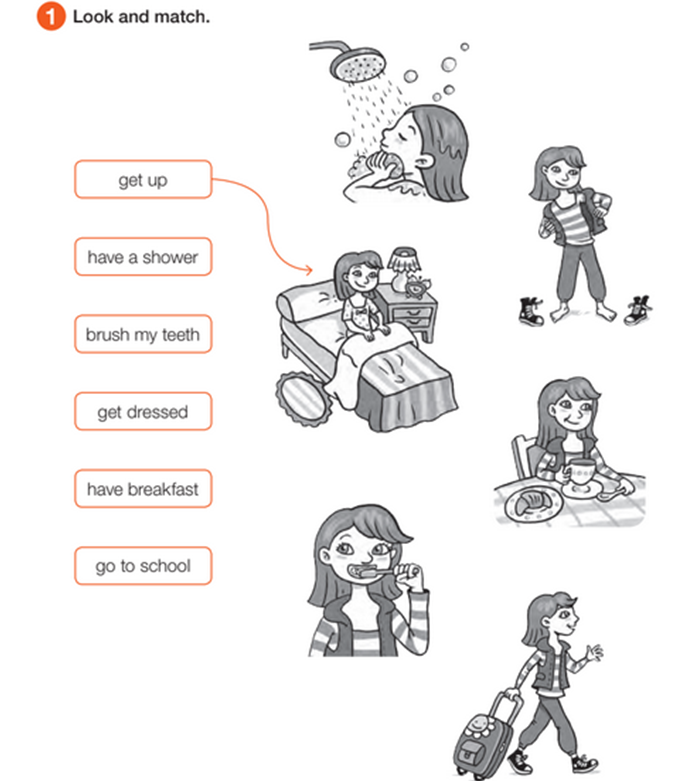 1 Look and match.
get up
have a shower
brush my teeth
get dressed
have breakfast
go to school